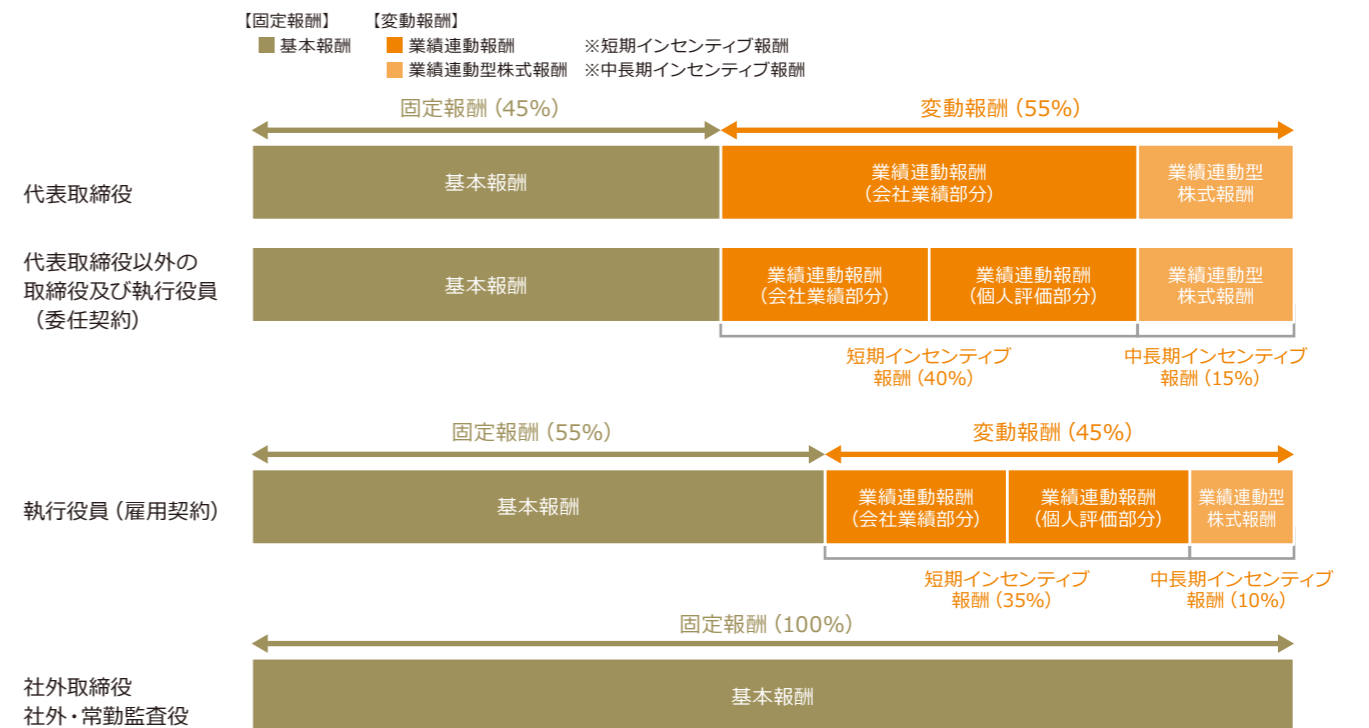 【固定報酬】 【変動報酬】
基本報酬 業績連動報酬 ※短期インセンティブ報酬
業績連動型株式報酬 ※中長期インセンティブ報酬
固定報酬(45%) 変動報酬(55%)
代表取締役
基本報酬
業績連動報酬
(会社業績部分)
業績連動型
株式報酬
代表取締役以外の
取締役及び執行役員
(委任契約)
基本報酬
業績連動報酬
(会社業績部分)
業績連動報酬
(個人評価部分)
業績連動型
株式報酬
短期インセンティブ
報酬(40%)
中長期インセンティブ
報酬(15%)
固定報酬(55%) 変動報酬(45%)
執行役員(雇用契約)
基本報酬
業績連動報酬
(会社業績部分)
業績連動報酬
(個人評価部分)
業績連動型
株式報酬
短期インセンティブ
報酬(35%)
中長期インセンティブ
報酬(10%)
固定報酬(100%)
社外取締役
社外・常勤監査役
基本報酬